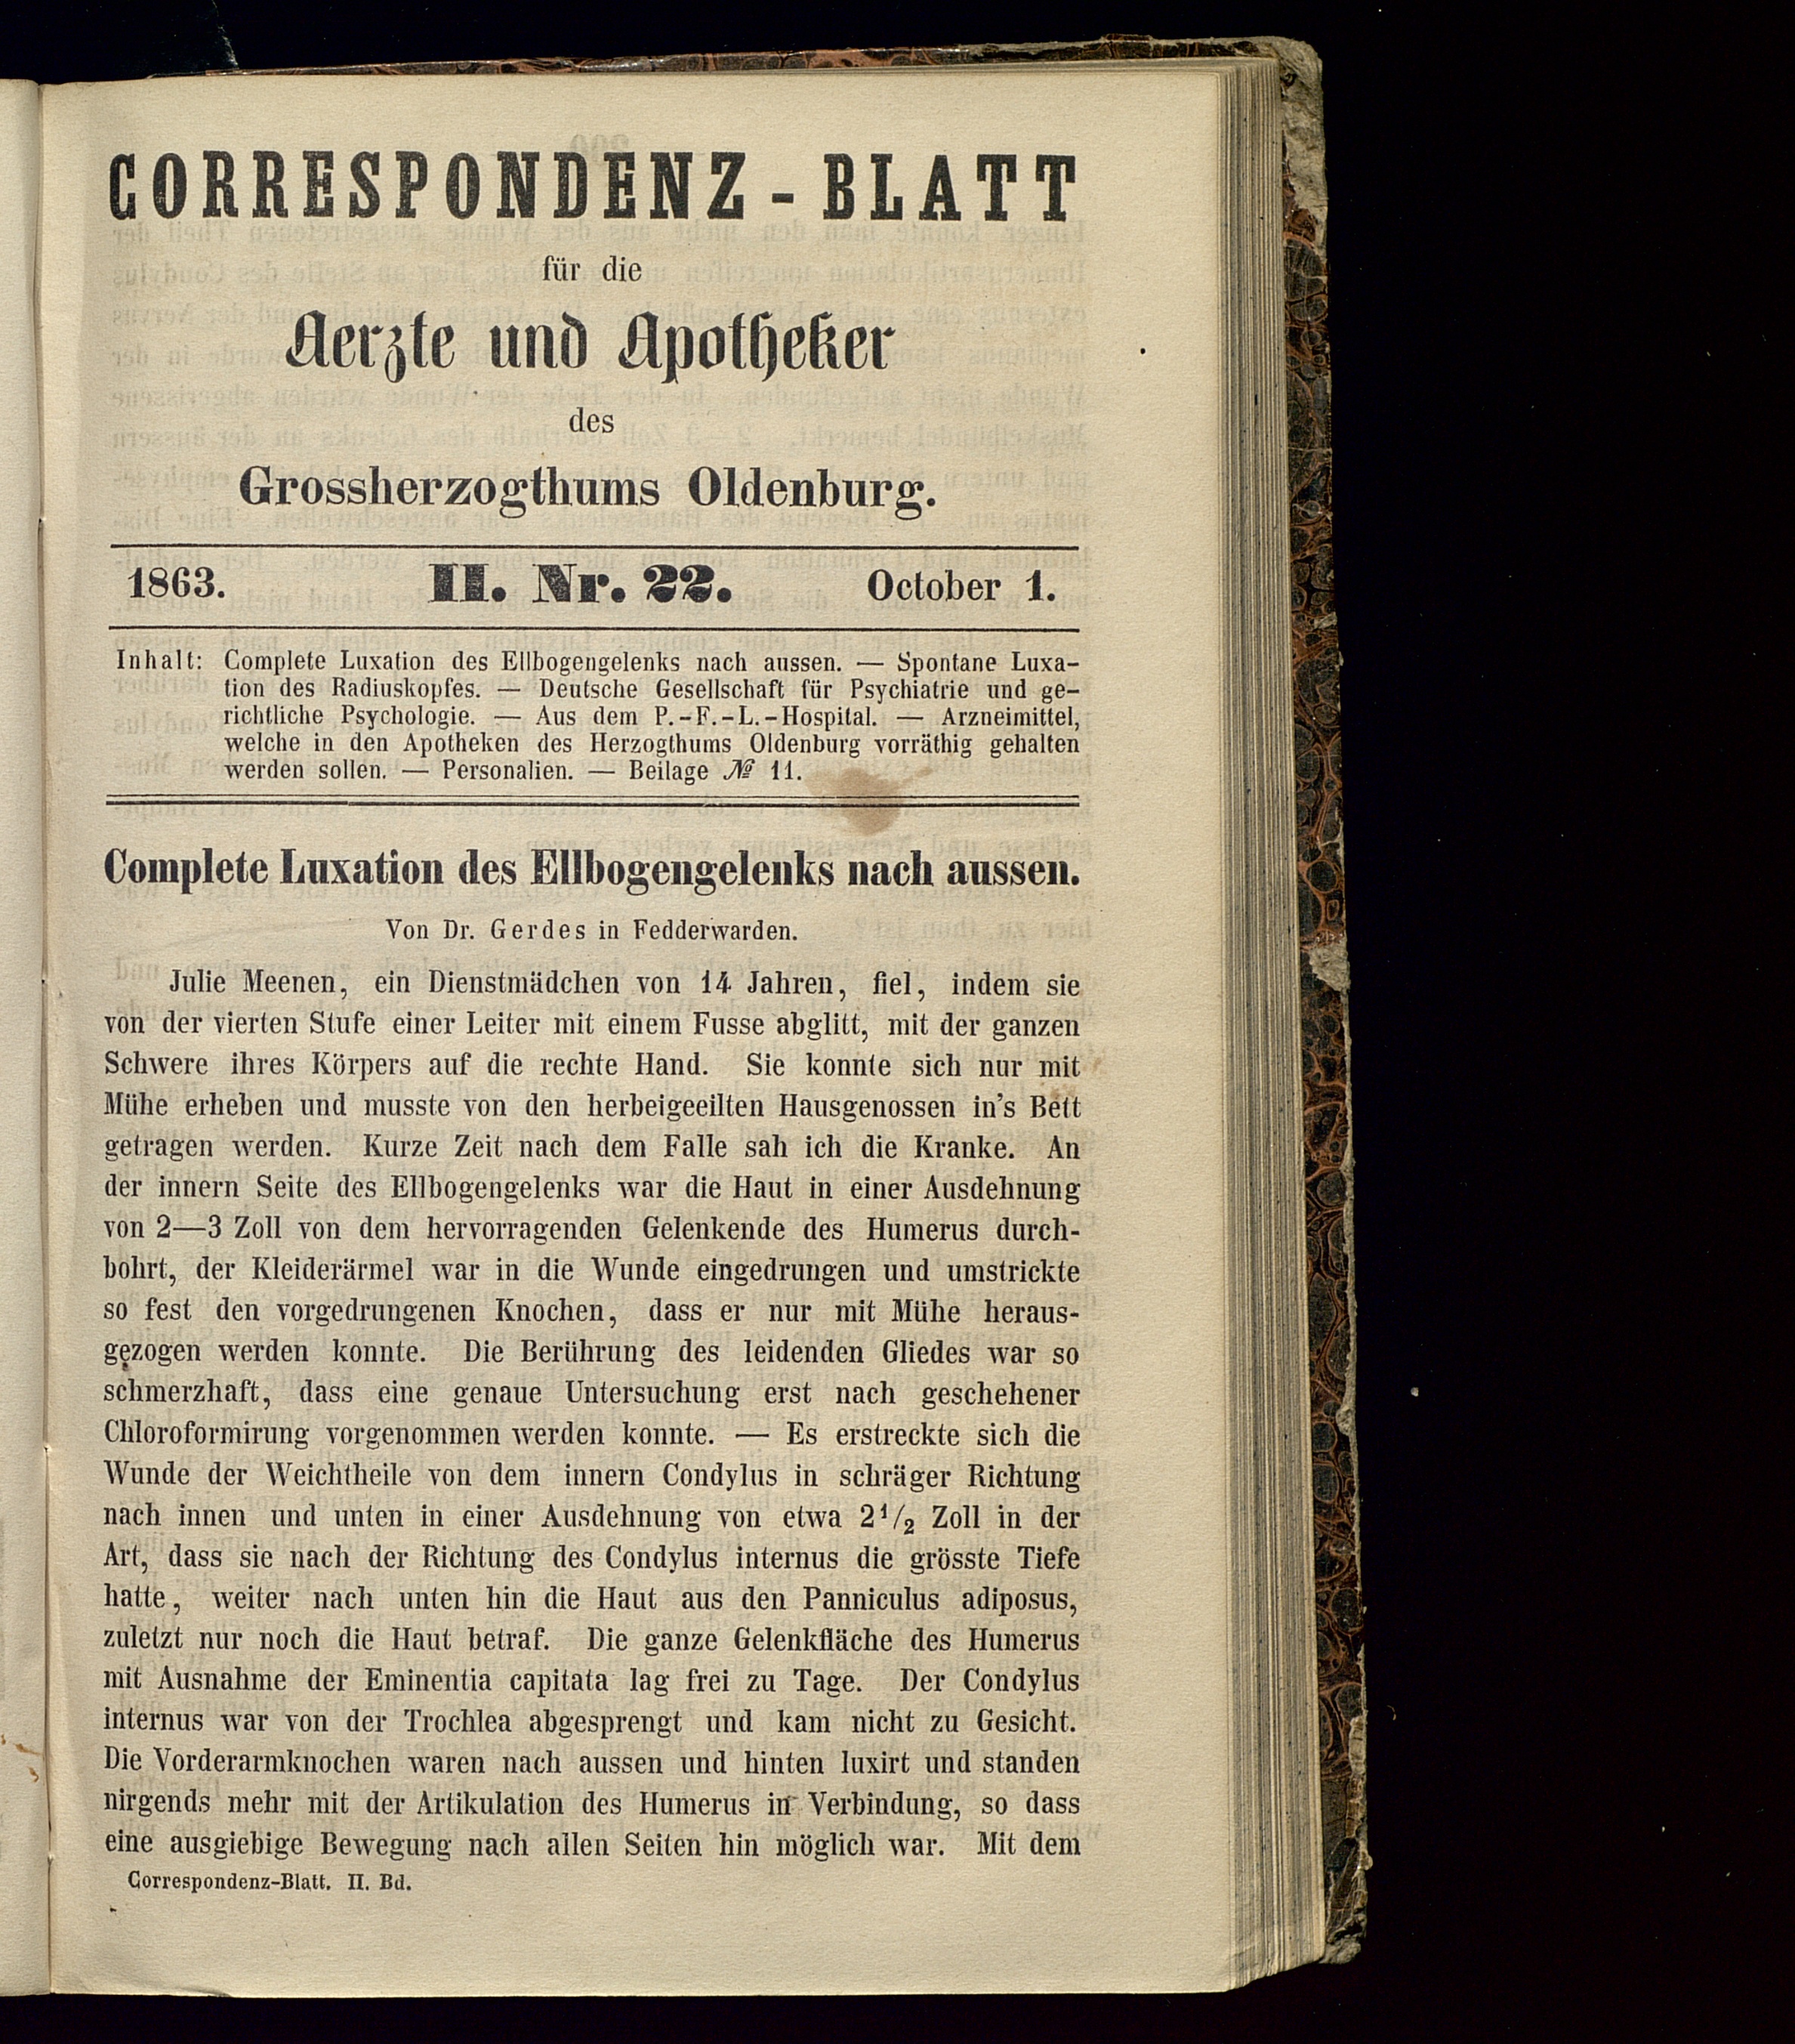 CORRESPONDENZ - BLATT
für die
Aerzte und Apotheker
des
Grossherzogthums Oldenburg.
1863. II. Nr. 22. October 1.
Inhalt: Complete Luxation des Ellbogengelenks nach aussen. — Spontane Luxa-
tion des Radiuskopfes. — Deutsche Gesellschaft für Psychiatrie und ge-
richtliche Psychologie. — Aus dem P.-F.-L.-Hospital. — Arzneimittel,
welche in den Apotheken des Herzogthums Oldenburg vorräthig gehalten
werden sollen. — Personalien. — Beilage № 11.
Complete Luxation des Ellbogengelenks nach aussen.
Von Dr. Gerdes in Fedderwarden.
Julie Meenen, ein Dienstmädchen von 14 Jahren, fiel, indem sie
von der vierten Stufe einer Leiter mit einem Fusse abglitt, mit der ganzen
Schwere ihres Körpers auf die rechte Hand. Sie konnte sich nur mit
Mühe erheben und musste von den herbeigeeilten Hausgenossen in's Bett
getragen werden. Kurze Zeit nach dem Falle sah ich die Kranke. An
der innern Seite des Ellbogengelenks war die Haut in einer Ausdehnung
von 2—3 Zoll von dem hervorragenden Gelenkende des Humerus durch-
bohrt, der Kleiderärmel war in die Wunde eingedrungen und umstrickte
so fest den vorgedrungenen Knochen, dass er nur mit Mühe heraus-
gezogen werden konnte. Die Berührung des leidenden Gliedes war so
schmerzhaft, dass eine genaue Untersuchung erst nach geschehener
Chloroformirung vorgenommen werden konnte. — Es erstreckte sich die
Wunde der Weichtheile von dem innern Condylus in schräger Richtung
nach innen und unten in einer Ausdehnung von etwa 2½ Zoll in der
Art, dass sie nach der Richtung des Condylus internus die grösste Tiefe
hatte, weiter nach unten hin die Haut aus den Panniculus adiposus,
zuletzt nur noch die Haut betraf. Die ganze Gelenkfläche des Humerus
mit Ausnahme der Eminentia capitata lag frei zu Tage. Der Condylus
internus war von der Trochlea abgesprengt und kam nicht zu Gesicht.
Die Vorderarmknochen waren nach aussen und hinten luxirt und standen
nirgends mehr mit der Artikulation des Humerus in Verbindung, so dass
eine ausgiebige Bewegung nach allen Seiten hin möglich war. Mit dem
Correspondenz-Blatt. II. Bd.